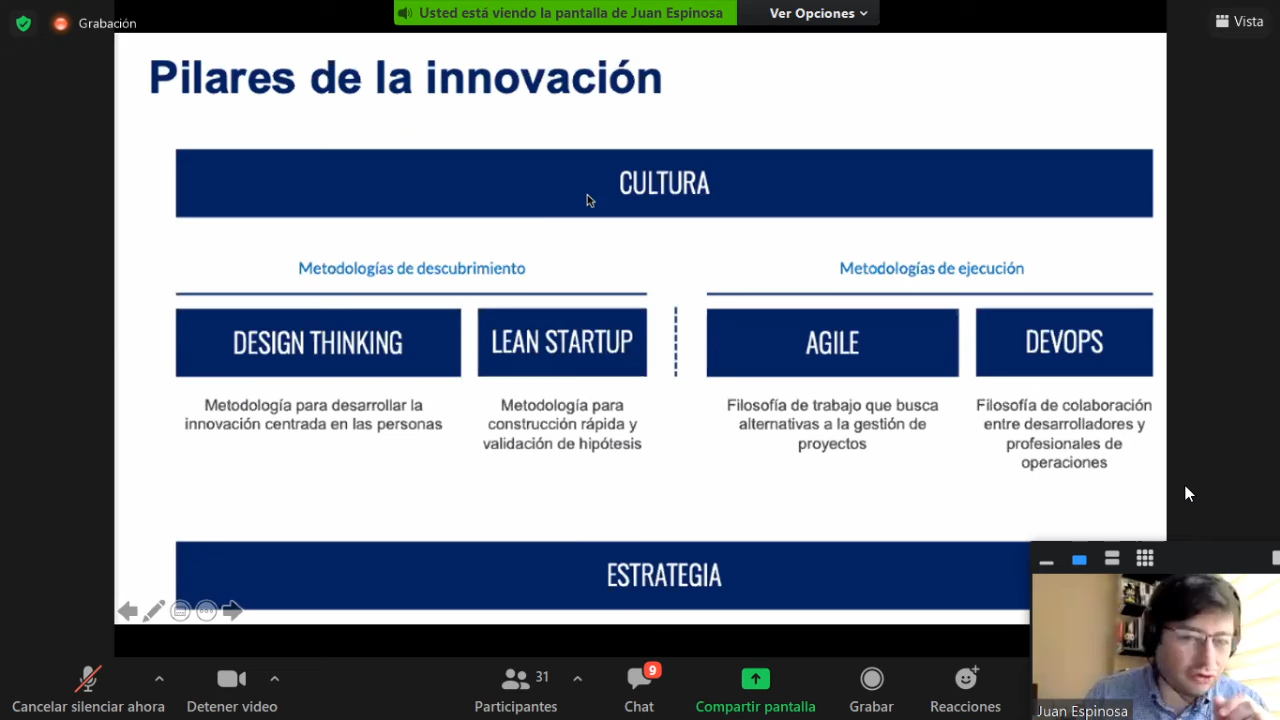 Grabación
Usted está viendo la pantalla de Juan Espinosa
Ver Opciones
Vista
Pilares de la innovación
CULTURA
Metodologías de descubrimiento
Metodologías de ejecución
DESIGN THINKING
LEAN STARTUP
AGILE
DEVOPS
Metodología para desarrollar la
innovación centrada en las personas
Metodología para
construcción rápida y
validación de hipótesis
Filosofía de trabajo que busca
alternativas a la gestión de
proyectos
Filosofía de colaboración
entre desarrolladores y
profesionales de
operaciones
ESTRATEGIA
Juan Espinosa
Cancelar silenciar ahora
Detener video
31
Participantes
9
Chat
Compartir pantalla
Grabar
Reacciones